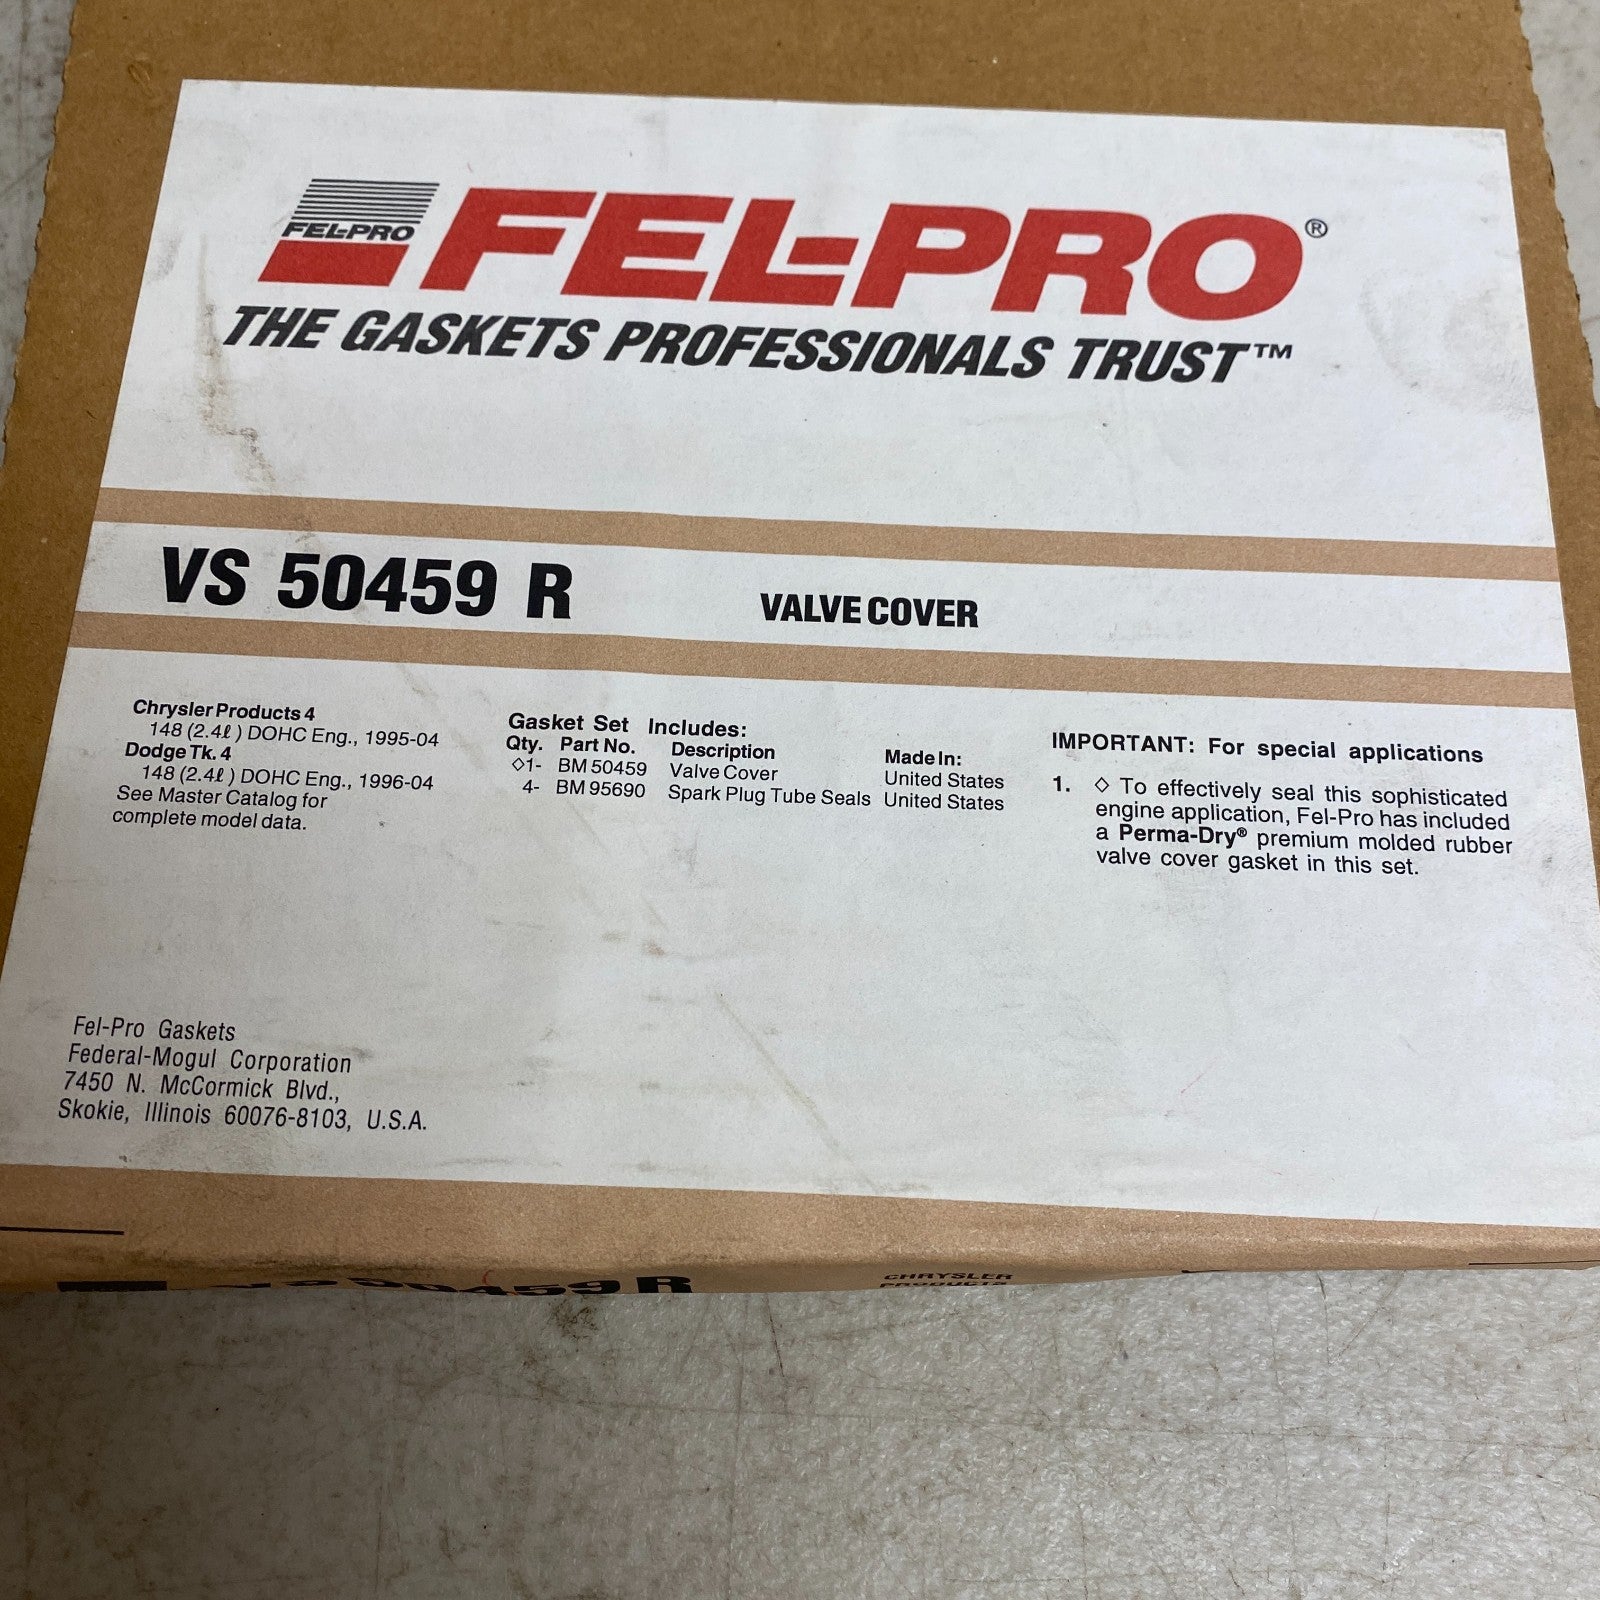 FEL-PRO
FEL-PRO®
THE GASKETS PROFESSIONALS TRUST™
VS 50459 R VALVE COVER
Chrysler Products 4
148 (2.4ℓ) DOHC Eng., 1995-04
Dodge Tk. 4
148 (2.4ℓ) DOHC Eng., 1996-04
See Master Catalog for
complete model data.
Gasket Set Includes:
Qty. Part No. Description Made In:
◇1- BM 50459 Valve Cover United States
4- BM 95690 Spark Plug Tube Seals United States
IMPORTANT: For special applications
1. ◇ To effectively seal this sophisticated
engine application, Fel-Pro has included
a Perma-Dry® premium molded rubber
valve cover gasket in this set.
Fel-Pro Gaskets
Federal-Mogul Corporation
7450 N. McCormick Blvd.,
Skokie, Illinois 60076-8103, U.S.A.
VS 50459 R
CHRYSLER
PRODUCTS